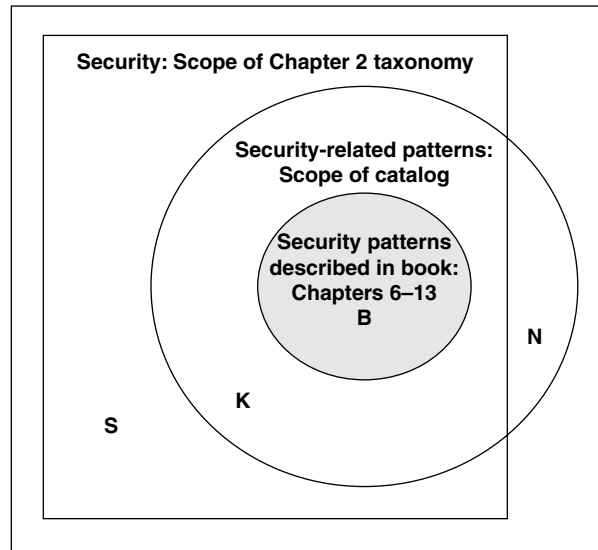 Security: Scope of Chapter 2 taxonomy
Security-related patterns:
Scope of catalog
Security patterns
described in book:
Chapters 6–13
B
N
K
S